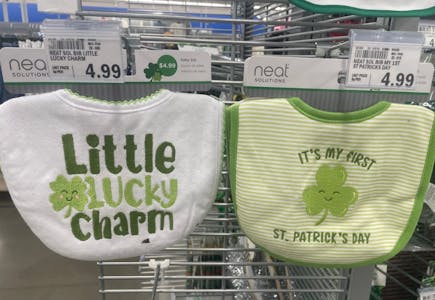 NEAT SOL BIB LITTLE
LUCKY CHARM
4.99
neat
SOLUTIONS
$4.99
Little
Lucky
Charm
NEAT SOL BIB MY 1ST
ST PATRICKS DAY
4.99
neat
SOLUTIONS
IT'S MY FIRST
ST. PATRICK'S DAY